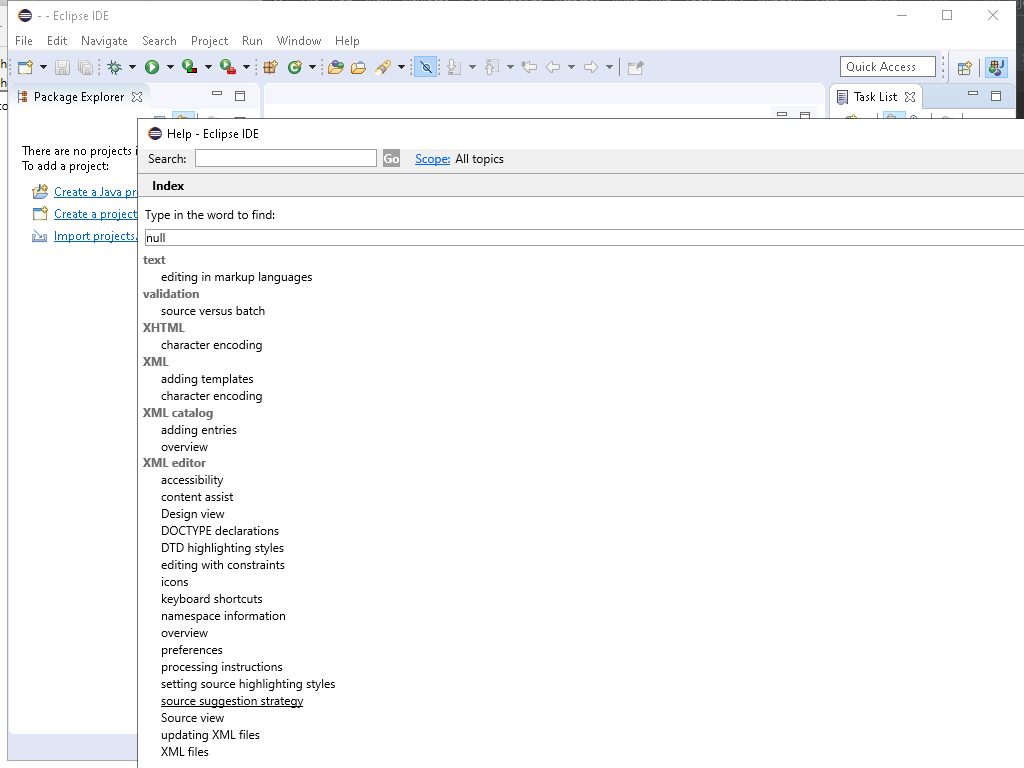 - - Eclipse IDE
File Edit Navigate Search Project Run Window Help
Quick Access
Package Explorer
Task List
There are no projects i
To add a project:
Create a Java pr
Create a project
Import projects.
Help - Eclipse IDE
Search: Go Scope: All topics
Index
Type in the word to find:
null
text
editing in markup languages
validation
source versus batch
XHTML
character encoding
XML
adding templates
character encoding
XML catalog
adding entries
overview
XML editor
accessibility
content assist
Design view
DOCTYPE declarations
DTD highlighting styles
editing with constraints
icons
keyboard shortcuts
namespace information
overview
preferences
processing instructions
setting source highlighting styles
source suggestion strategy
Source view
updating XML files
XML files